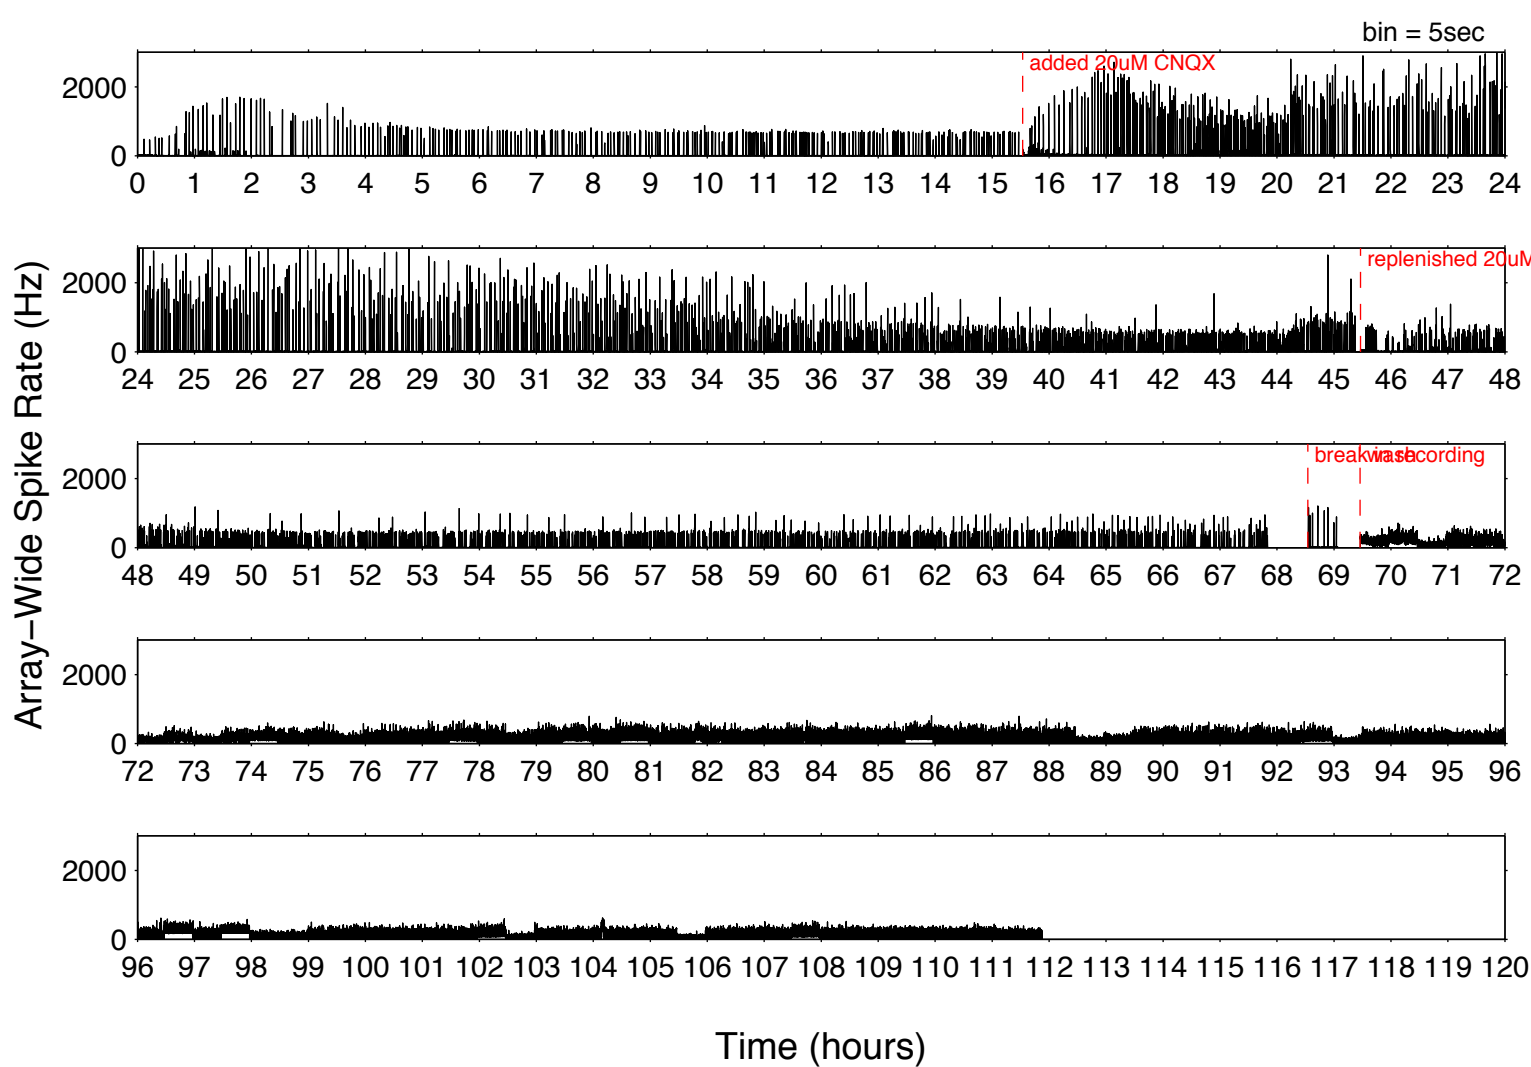 bin = 5sec
added 20uM CNQX
2000
0
0 1 2 3 4 5 6 7 8 9 10 11 12 13 14 15 16 17 18 19 20 21 22 23 24
replenished 20uM
2000
0
24 25 26 27 28 29 30 31 32 33 34 35 36 37 38 39 40 41 42 43 44 45 46 47 48
break in recording
wash
2000
0
48 49 50 51 52 53 54 55 56 57 58 59 60 61 62 63 64 65 66 67 68 69 70 71 72
2000
0
72 73 74 75 76 77 78 79 80 81 82 83 84 85 86 87 88 89 90 91 92 93 94 95 96
2000
0
96 97 98 99 100 101 102 103 104 105 106 107 108 109 110 111 112 113 114 115 116 117 118 119 120
Array-Wide Spike Rate (Hz)
Time (hours)